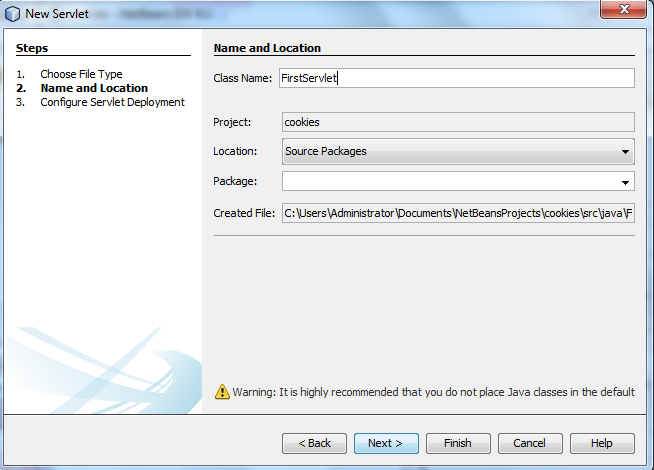 New Servlet
Steps
1. Choose File Type
2. Name and Location
3. Configure Servlet Deployment
Name and Location
Class Name: FirstServlet
Project: cookies
Location: Source Packages
Package:
Created File: C:\Users\Administrator\Documents\NetBeansProjects\cookies\src\java\F
Warning: It is highly recommended that you do not place Java classes in the default
< Back Next > Finish Cancel Help